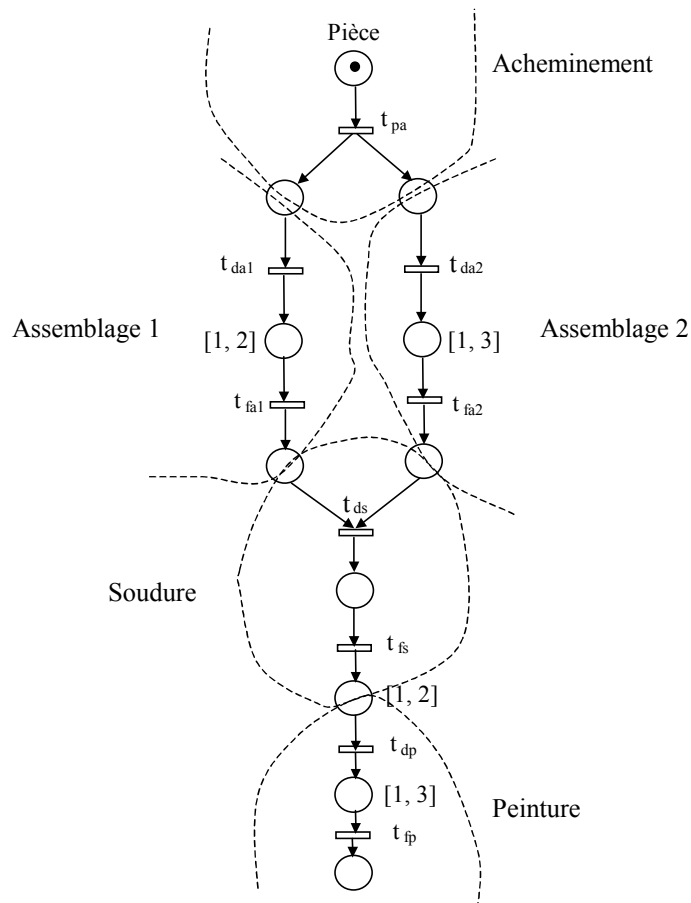 Pièce
Acheminement
t pa
t da1
t da2
Assemblage 1
[1, 2]
[1, 3]
Assemblage 2
t fa1
t fa2
t ds
Soudure
t fs
[1, 2]
t dp
[1, 3]
Peinture
t fp